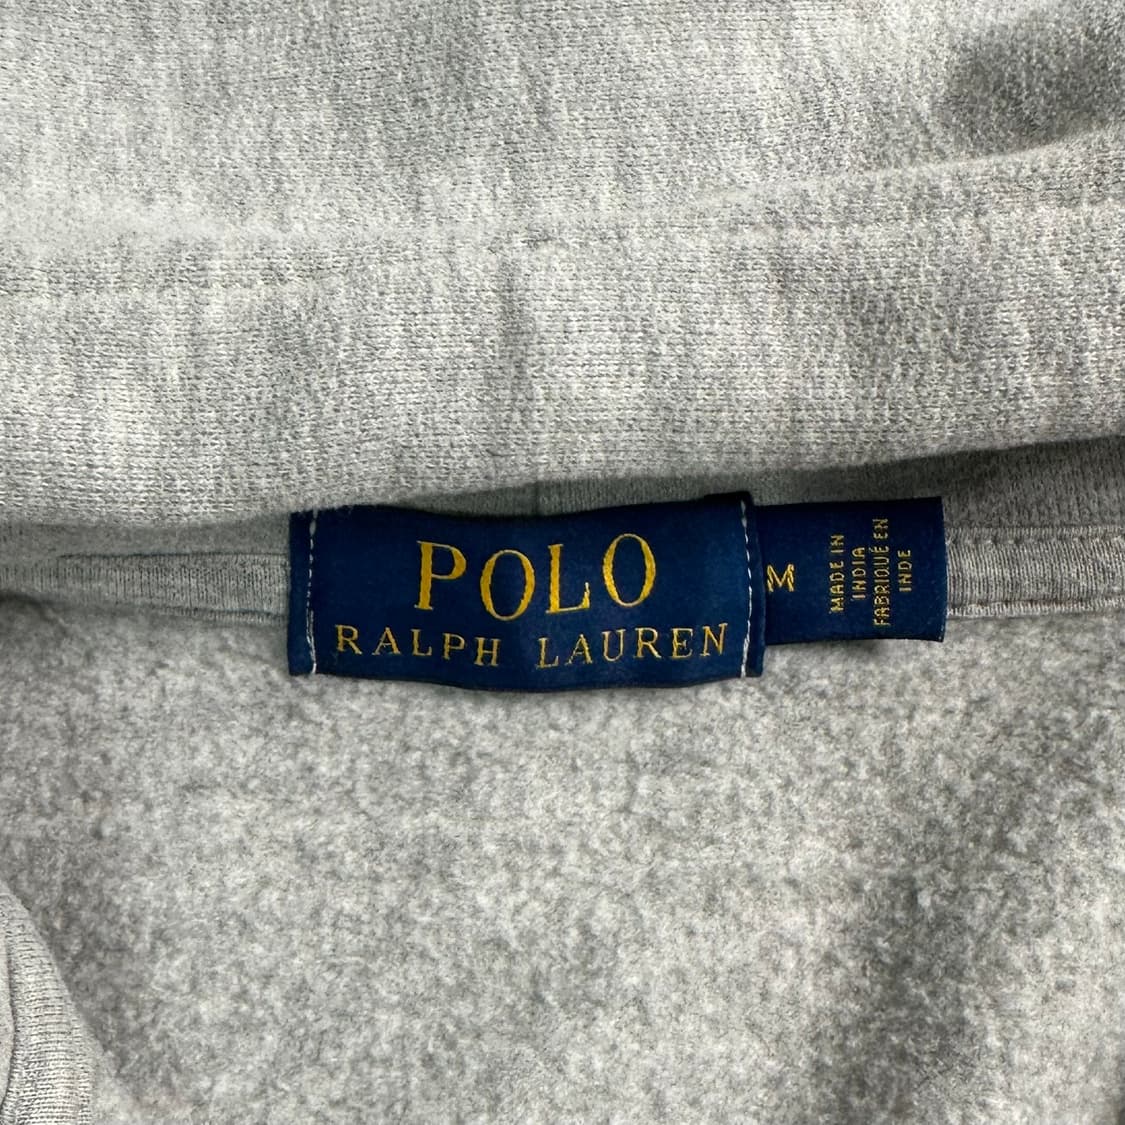 POLO
RALPH LAUREN
M
MADE IN
INDIA
FABRIQUÉ EN
INDE